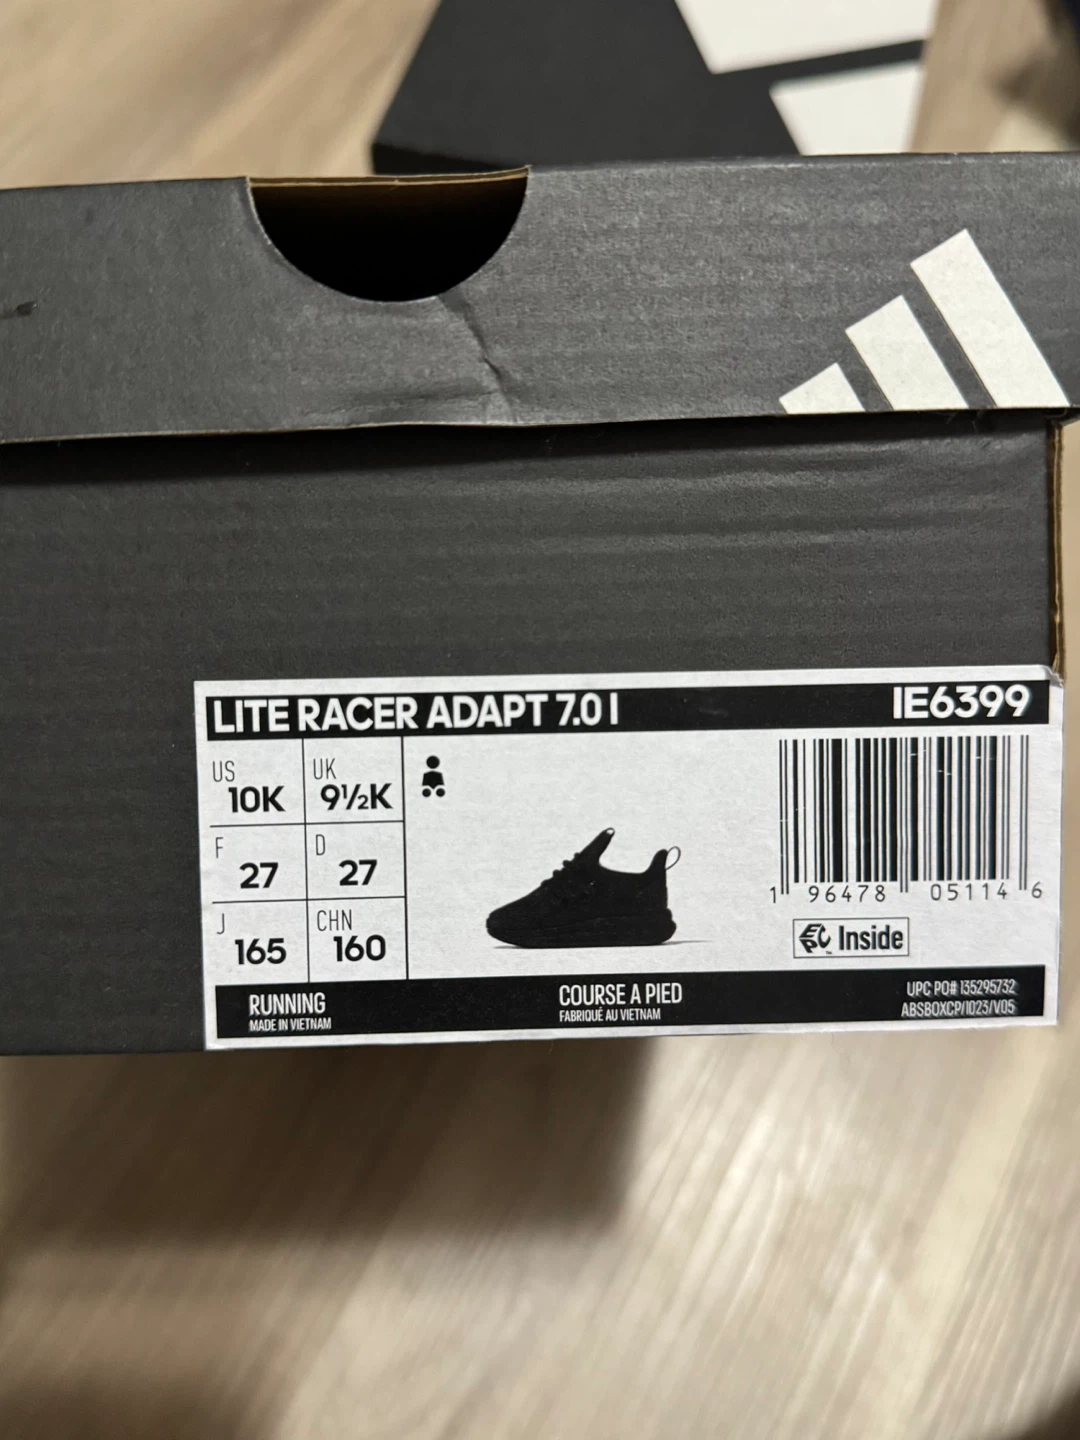 LITE RACER ADAPT 7.0 I
IE6399
US
10K
UK
9½K
F
27
D
27
J
165
CHN
160
1 96478 05114 6
EPC Inside
RUNNING
MADE IN VIETNAM
COURSE A PIED
FABRIQUÉ AU VIETNAM
UPC PO# 135295732
ABSBOXCP/1023/V05